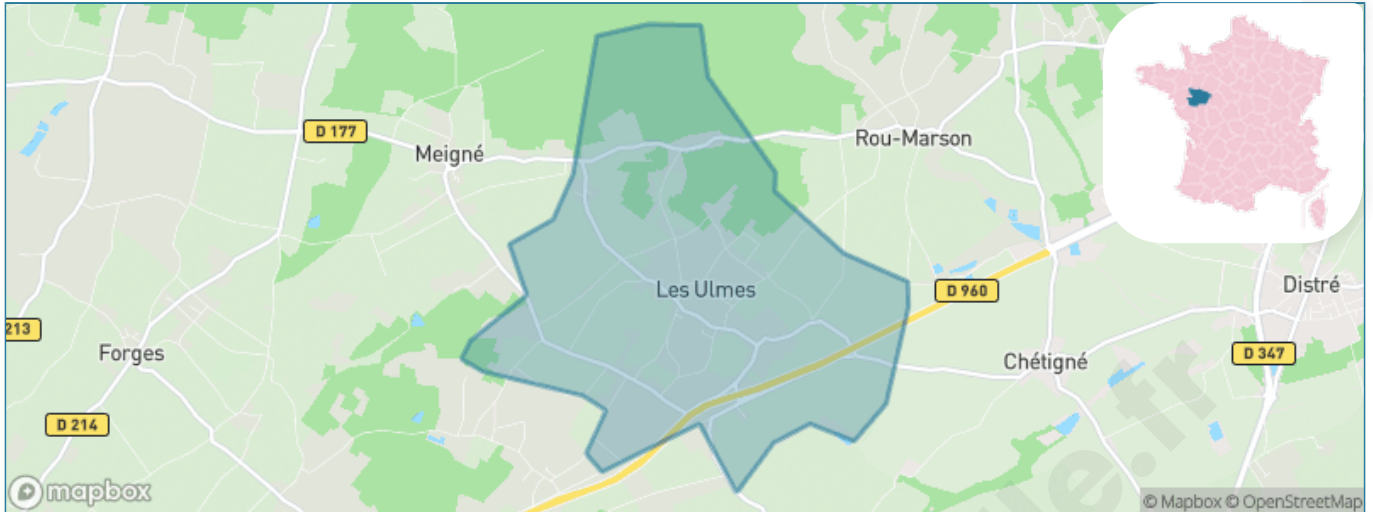 D 177
Meigné
Rou-Marson
Les Ulmes
D 960
Distré
213
Forges
Chétigné
D 347
D 214
mapbox
© Mapbox © OpenStreetMap